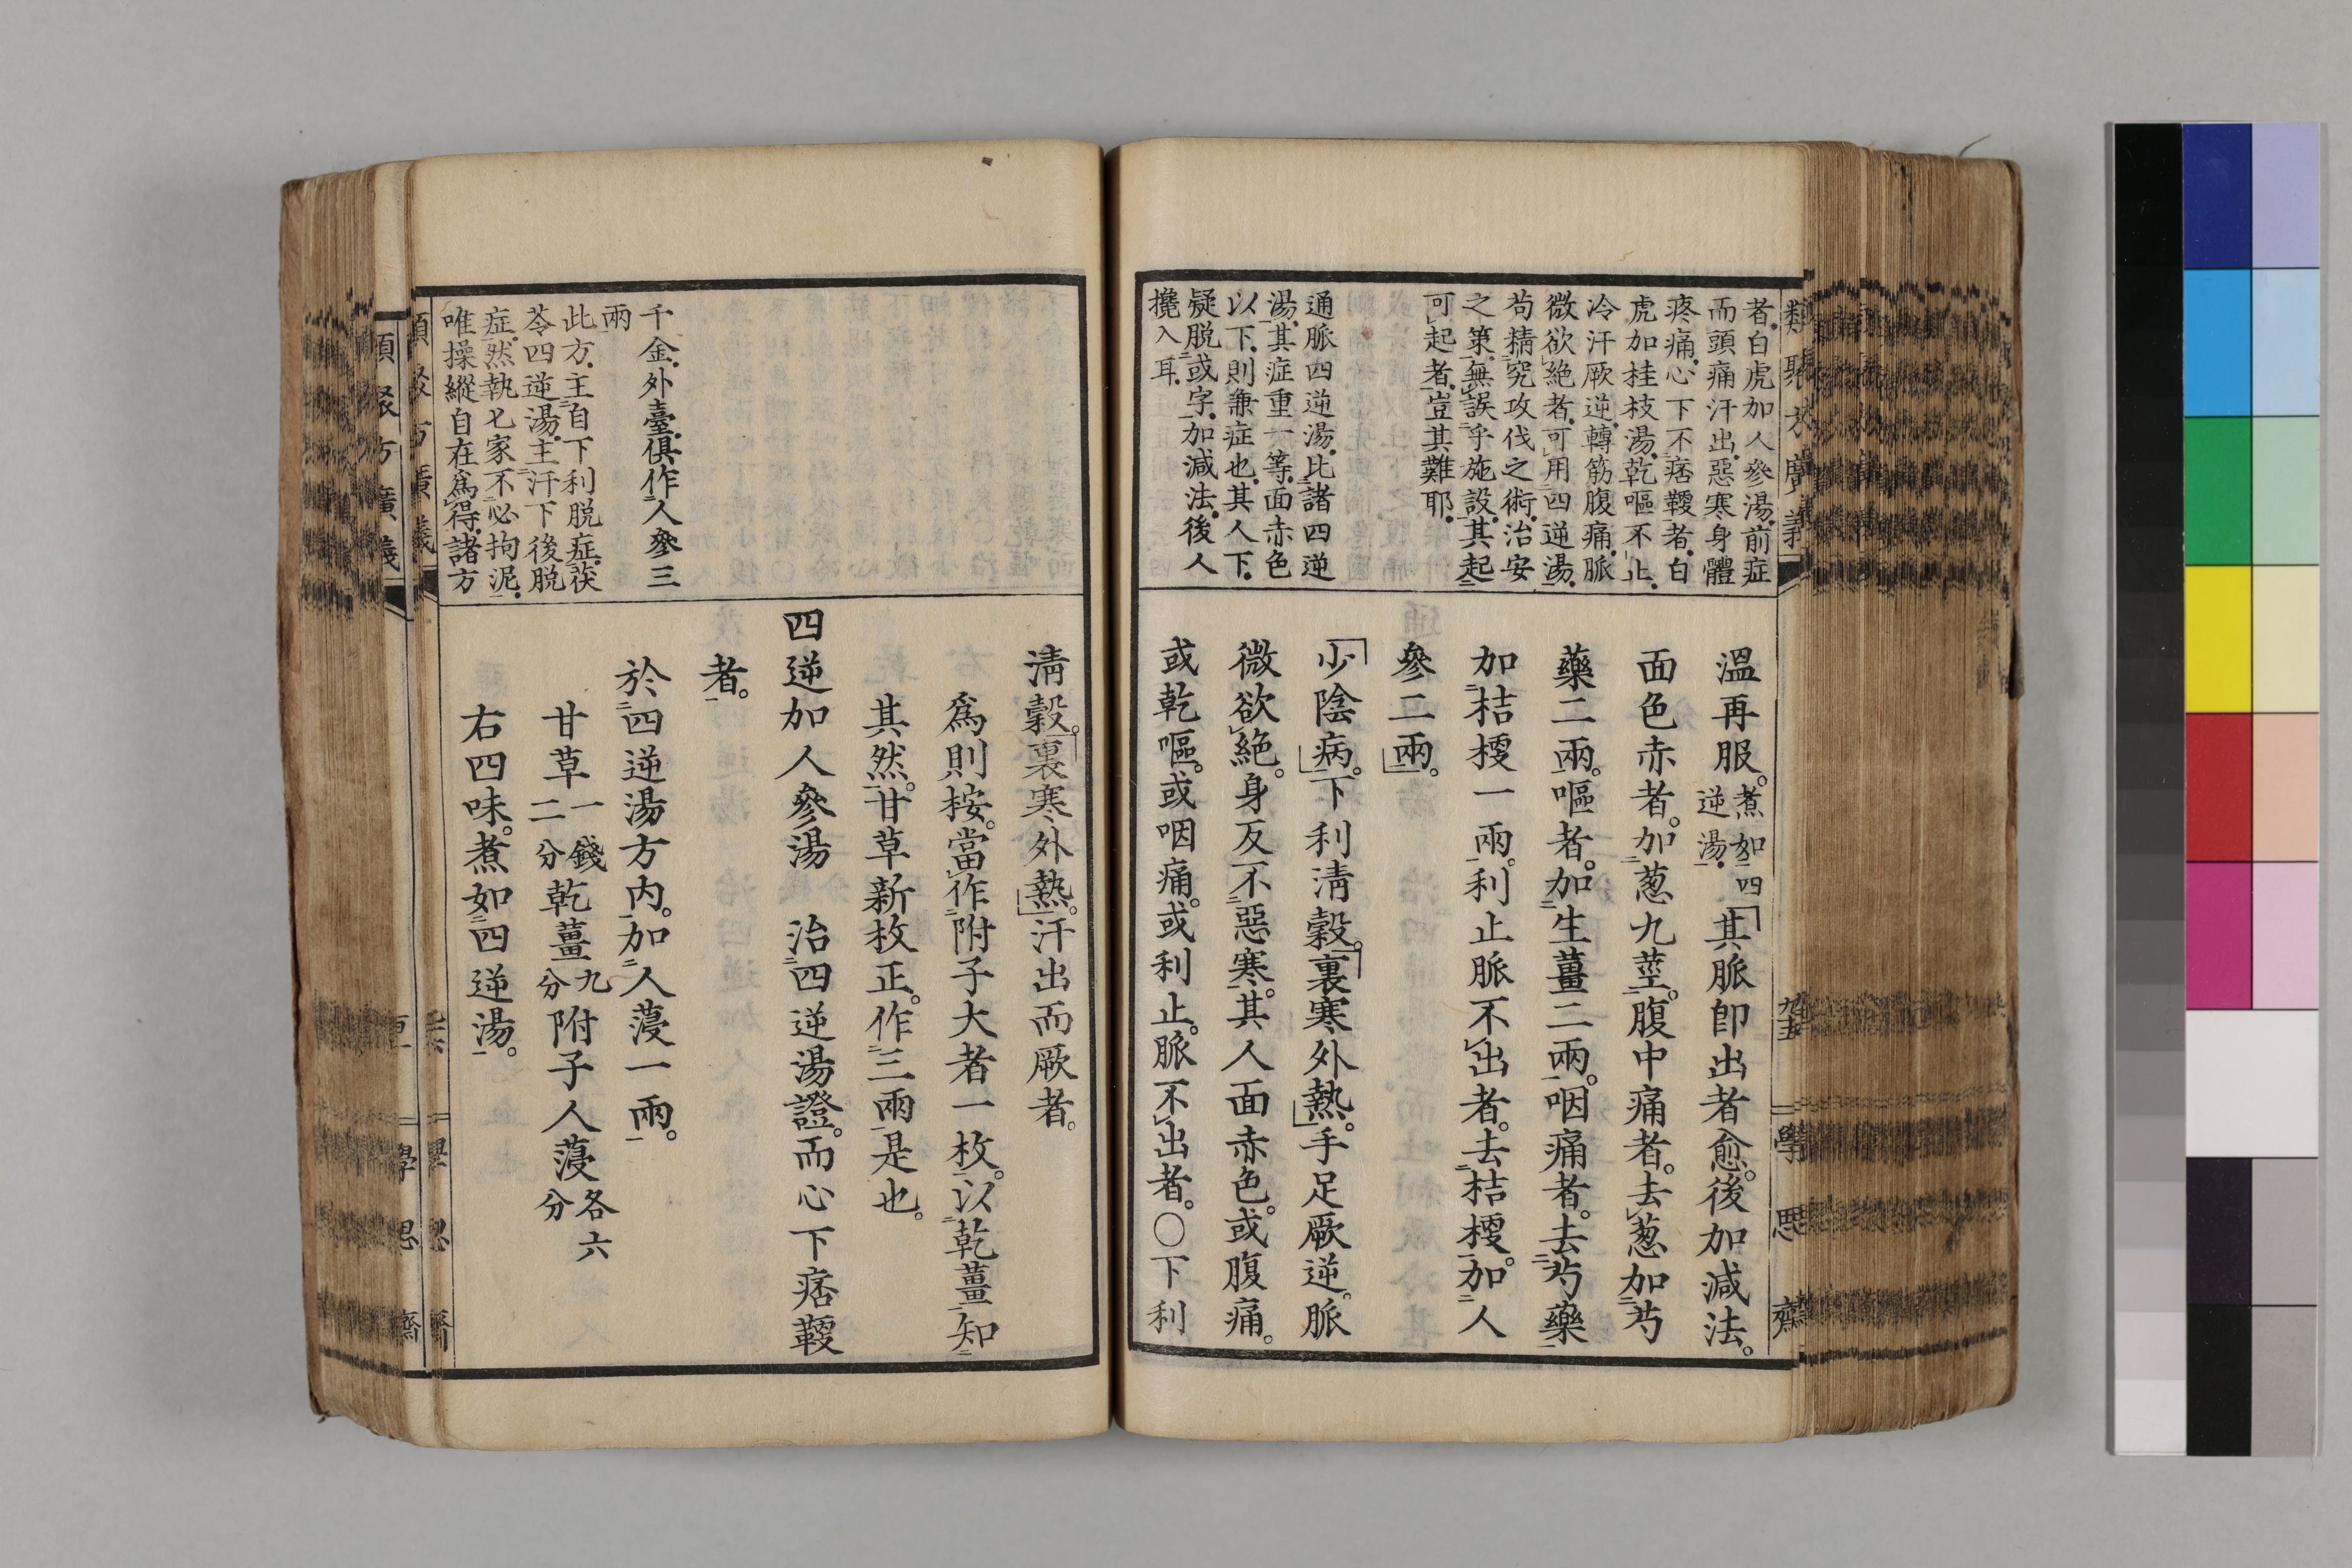 者白虎加人參湯前症
而頭痛汗出惡寒身體
疼痛心下不痞鞕者白
虎加桂枝湯乾嘔不止
冷汗厥逆轉筋腹痛脈
微欲絕者可用四逆湯
苟精究攻伐之術治安
之策無誤乎施設其起
可起者豈其難耶
通脈四逆湯比諸四逆
湯其症重一等面赤色
以下則兼症也其人下
疑脫或字加減法後人
攙入耳
溫再服。煮如四逆湯「其脈卽出者愈。後加減法。
面色赤者。加葱九莖。腹中痛者。去葱加芍
藥二兩。嘔者。加生薑二兩。咽痛者。去芍藥
加桔梗一兩。利止脈不出者。去桔梗。加人
參二兩」。
「少陰病」。下利淸穀。「裏寒外熱」。手足厥逆。脈
微欲絕。身反不惡寒。其人面赤色。或腹痛。
或乾嘔。或咽痛。或利止。脈不出者。○下利
學思齋
千金外臺俱作人參三
兩
此方主自下利脫症茯
苓四逆湯主汗下後脫
症然執匕家不必拘泥
唯操縱自在爲得諸方
淸穀。「裏寒外熱」。汗出而厥者。
爲則按。當作附子大者一枚。以乾薑知
其然。甘草新校正。作三兩是也。
四逆加人參湯 治四逆湯證。而心下痞鞕
者。
於四逆湯方內。加人葠一兩。
甘草一錢二分乾薑九分附子人葠各六分
右四味。煮如四逆湯。